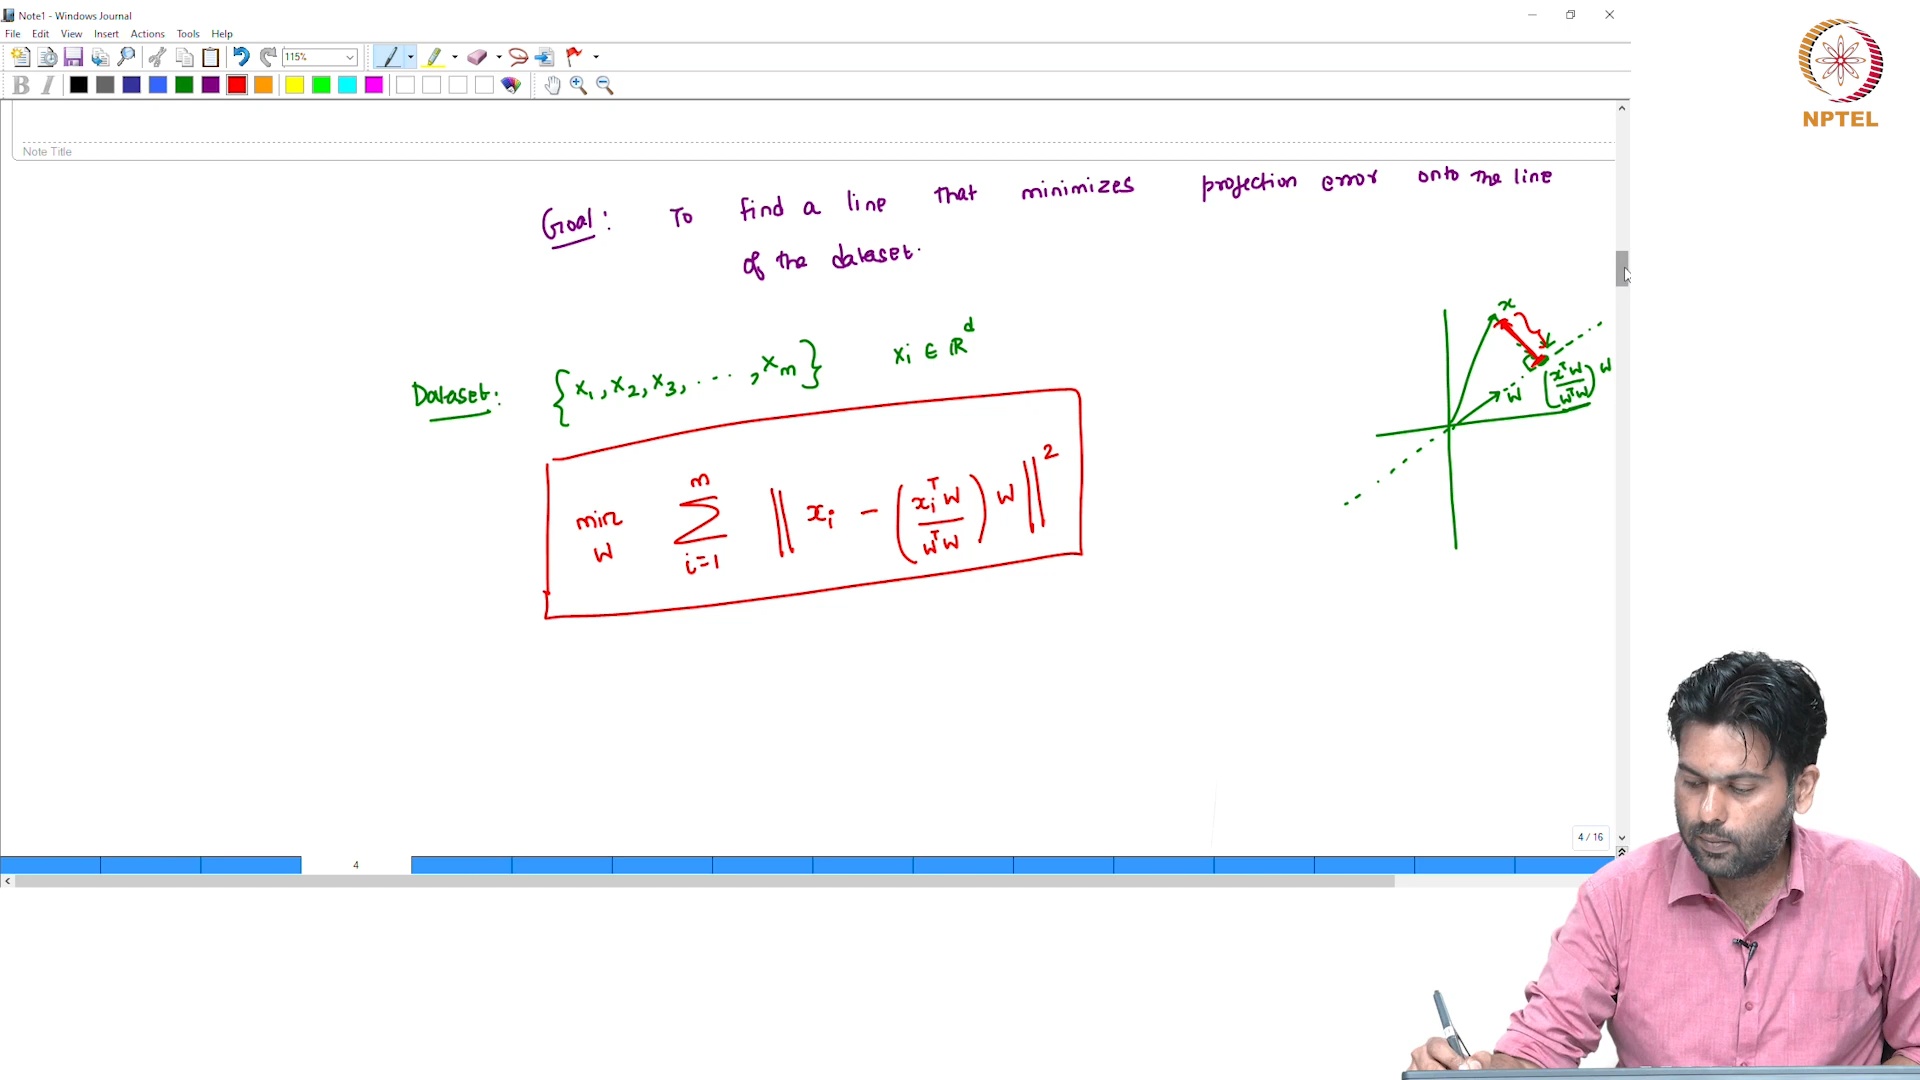 Note1 - Windows Journal
File Edit View Insert Actions Tools Help
115%
B I
NPTEL
Note Title
Goal: To find a line that minimizes projection error onto the line
of the dataset.
Dataset: {x₁, x₂, x₃, ..., xₘ} xᵢ ∈ ℝᵈ
min_w Σ_{i=1}^{m} || xᵢ - (xᵢᵀw / wᵀw) w ||²
x
w
(xᵀw / wᵀw) w
4 / 16
4